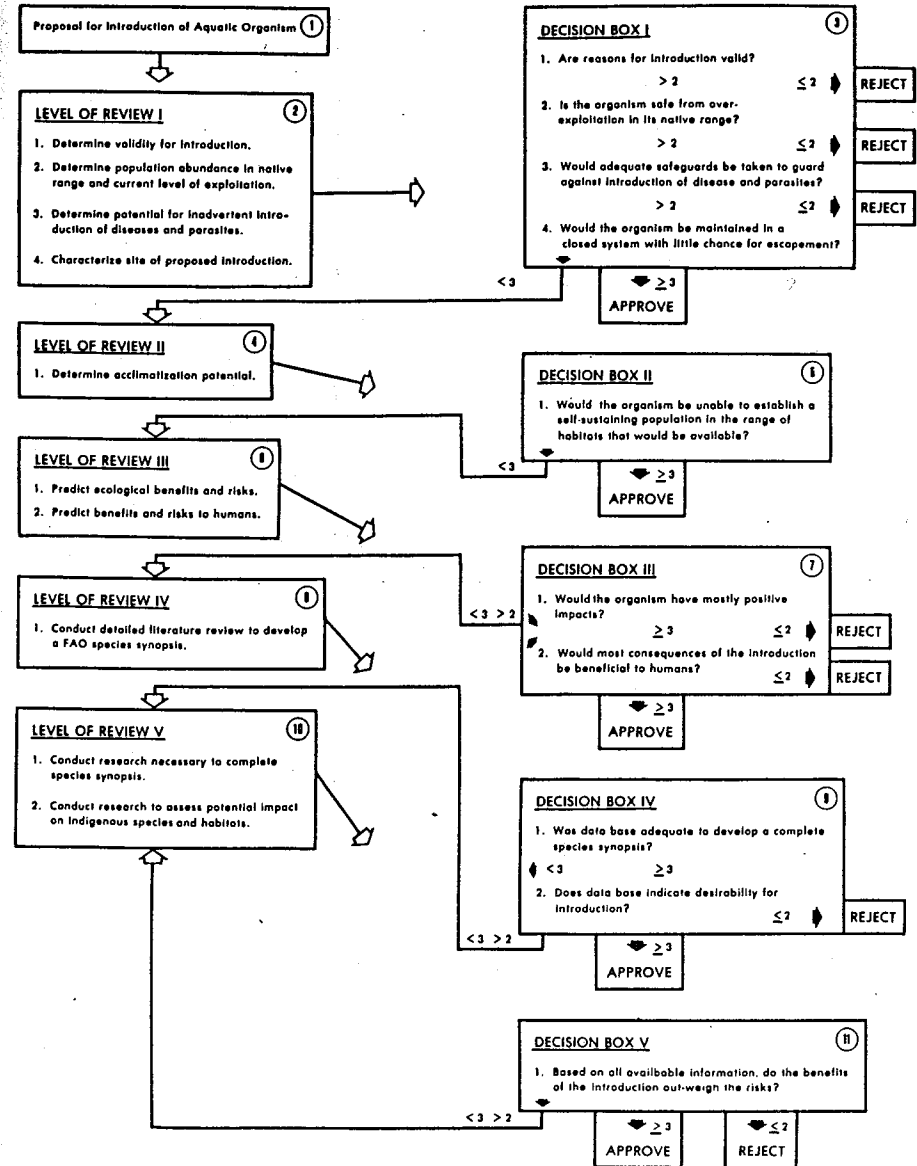 Proposal for Introduction of Aquatic Organism 1
LEVEL OF REVIEW I 2
1. Determine validity for introduction.
2. Determine population abundance in native
range and current level of exploitation.
3. Determine potential for inadvertent intro-
duction of diseases and parasites.
4. Characterize site of proposed introduction.
DECISION BOX I 3
1. Are reasons for introduction valid?
> 2 ≤ 2 REJECT
2. Is the organism safe from over-
exploitation in its native range?
> 2 ≤ 2 REJECT
3. Would adequate safeguards be taken to guard
against introduction of disease and parasites?
> 2 ≤ 2 REJECT
4. Would the organism be maintained in a
closed system with little chance for escapement?
< 3 ≥ 3
APPROVE
LEVEL OF REVIEW II 4
1. Determine acclimatization potential.
DECISION BOX II 5
1. Would the organism be unable to establish a
self-sustaining population in the range of
habitats that would be available?
< 3 ≥ 3
APPROVE
LEVEL OF REVIEW III 6
1. Predict ecological benefits and risks.
2. Predict benefits and risks to humans.
DECISION BOX III 7
1. Would the organism have mostly positive
impacts?
< 3 > 2 ≥ 3 ≤ 2 REJECT
2. Would most consequences of the introduction
be beneficial to humans?
≤ 2 REJECT
≥ 3
APPROVE
LEVEL OF REVIEW IV 8
1. Conduct detailed literature review to develop
a FAO species synopsis.
DECISION BOX IV 9
1. Was data base adequate to develop a complete
species synopsis?
< 3 ≥ 3
2. Does data base indicate desirability for
introduction?
≤ 2 REJECT
< 3 > 2 ≥ 3
APPROVE
LEVEL OF REVIEW V 10
1. Conduct research necessary to complete
species synopsis.
2. Conduct research to assess potential impact
on indigenous species and habitats.
DECISION BOX V 11
1. Based on all availbable information, do the benefits
of the introduction out-weigh the risks?
< 3 > 2 ≥ 3 ≤ 2
APPROVE REJECT